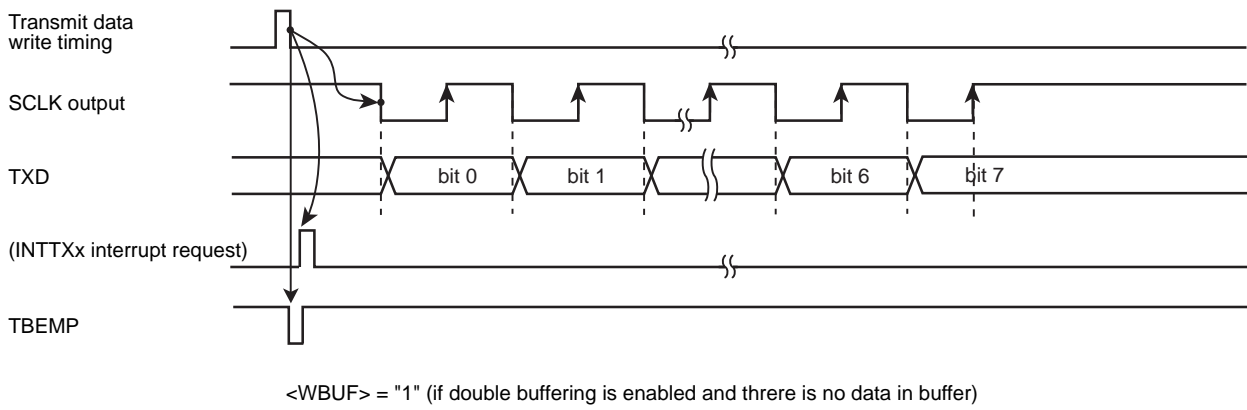 Transmit data
write timing
SCLK output
TXD
bit 0
bit 1
bit 6
bit 7
(INTTXx interrupt request)
TBEMP
<WBUF> = "1" (if double buffering is enabled and threre is no data in buffer)